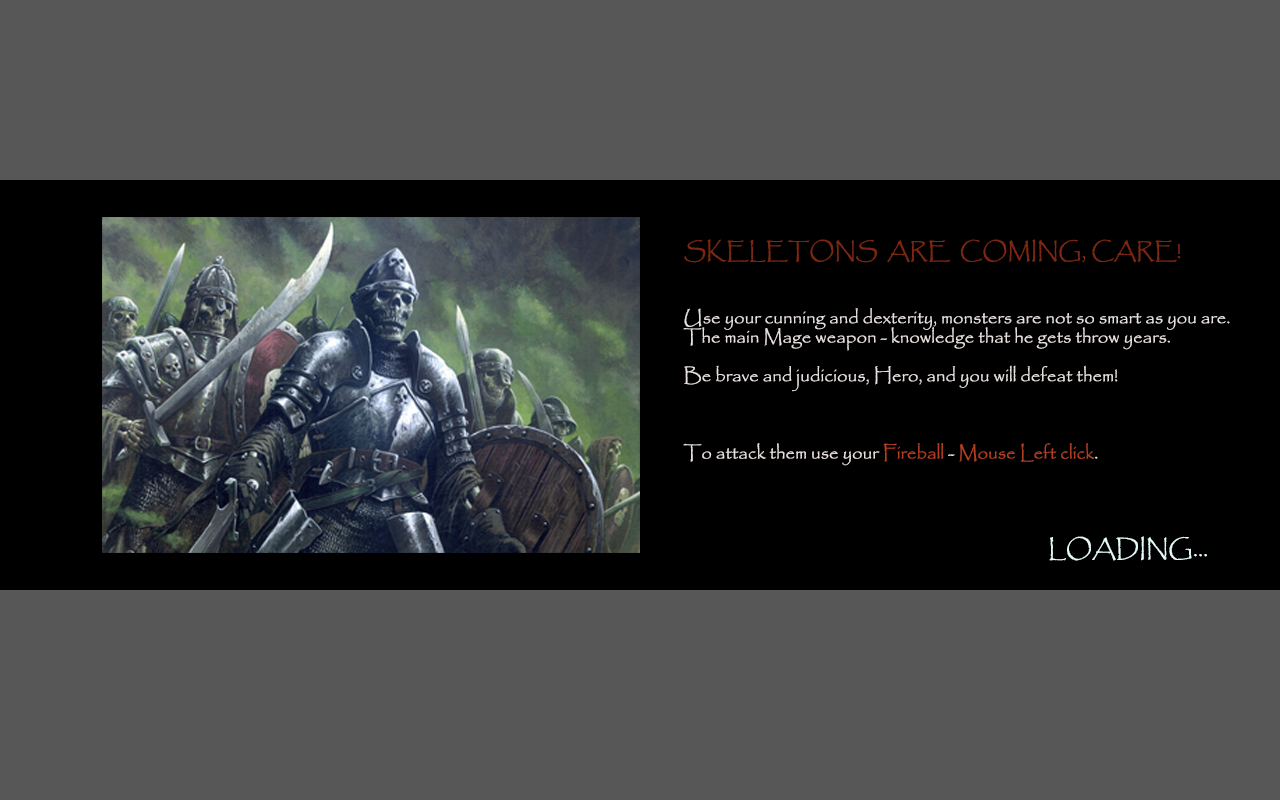 SKELETONS ARE COMING, CARE!
Use your cunning and dexterity, monsters are not so smart as you are.
The main Mage weapon - knowledge that he gets throw years.
Be brave and judicious, Hero, and you will defeat them!
To attack them use your Fireball - Mouse Left click.
LOADING...